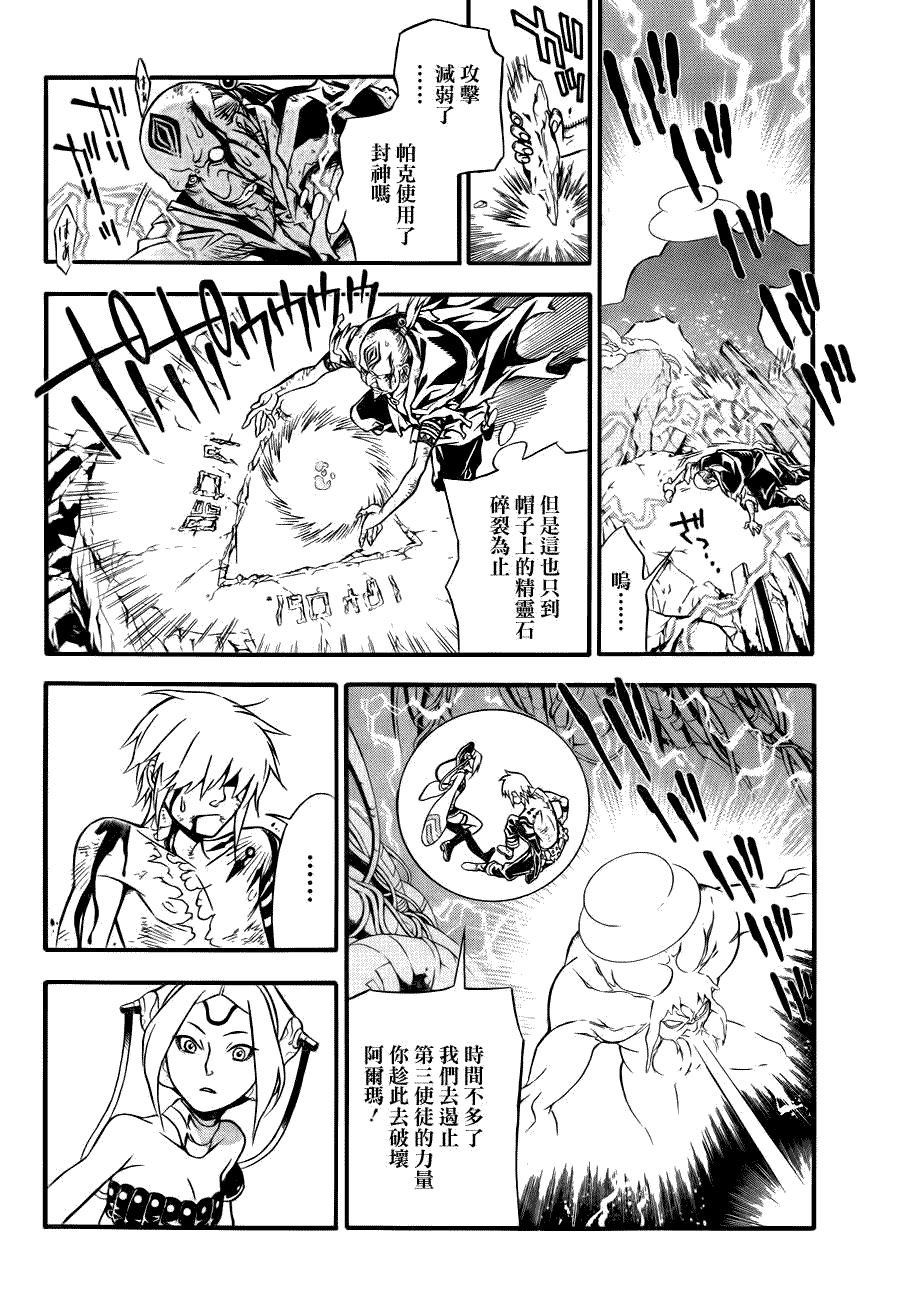 嗚……
攻擊
減弱了
……
帕克使用了
封神嗎
但是這也只到
帽子上的精靈石
碎裂為止
時間不多了
我們去遏止
第三使徒的力量
你趁此去破壞
阿爾瑪！
……